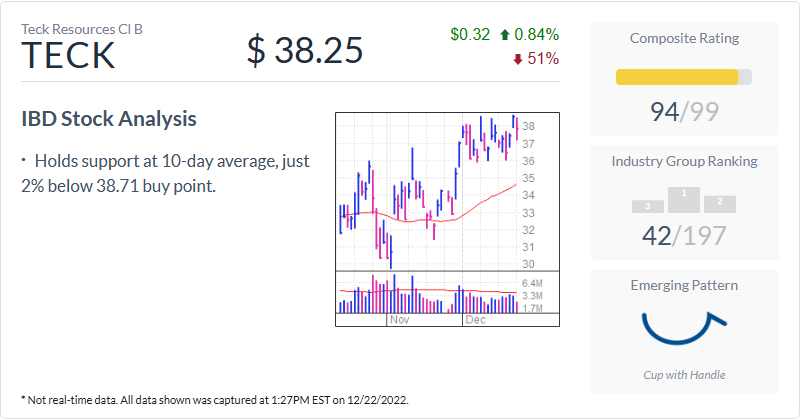 Teck Resources Cl B
TECK
$ 38.25
$0.32 0.84%
51%
IBD Stock Analysis
· Holds support at 10-day average, just
2% below 38.71 buy point.
38
37
36
35
34
33
32
31
30
6.4M
3.3M
1.7M
Nov
Dec
Composite Rating
94/99
Industry Group Ranking
3
1
2
42/197
Emerging Pattern
Cup with Handle
* Not real-time data. All data shown was captured at 1:27PM EST on 12/22/2022.